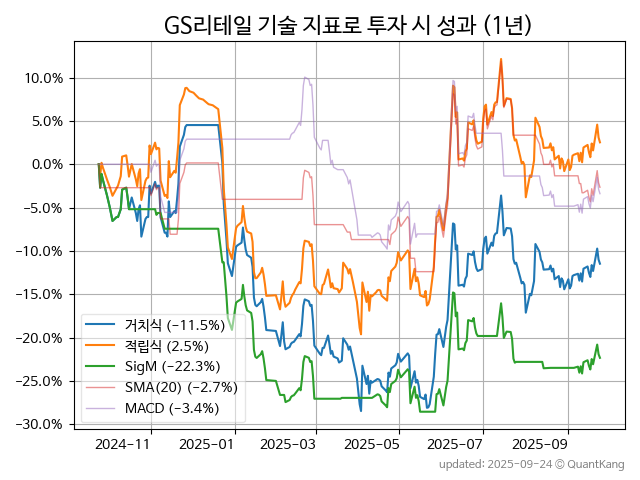 GS리테일 기술 지표로 투자 시 성과 (1년)
10.0%
5.0%
0.0%
−5.0%
−10.0%
−15.0%
−20.0%
−25.0%
−30.0%
거치식 (−11.5%)
적립식 (2.5%)
SigM (−22.3%)
SMA(20) (−2.7%)
MACD (−3.4%)
2024−11
2025−01
2025−03
2025−05
2025−07
2025−09
updated: 2025−09−24 © QuantKang